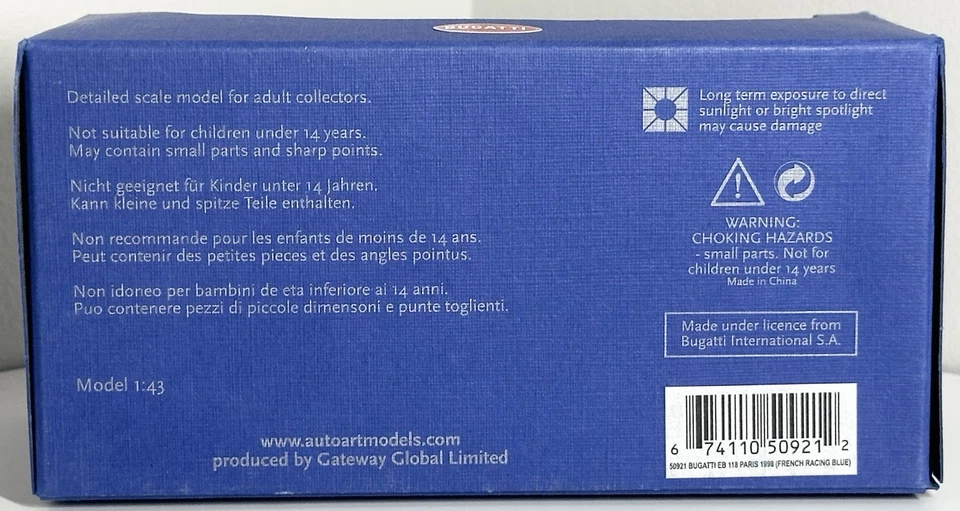 BUGATTI
Detailed scale model for adult collectors.
Not suitable for children under 14 years.
May contain small parts and sharp points.
Nicht geeignet für Kinder unter 14 Jahren.
Kann kleine und spitze Teile enthalten.
Non recommande pour les enfants de moins de 14 ans.
Peut contenir des petites pieces et des angles pointus.
Non idoneo per bambini de eta inferiore ai 14 anni.
Puo contenere pezzi di piccole dimensoni e punte toglienti.
Model 1:43
www.autoartmodels.com
produced by Gateway Global Limited
Long term exposure to direct
sunlight or bright spotlight
may cause damage
WARNING:
CHOKING HAZARDS
- small parts. Not for
children under 14 years
Made in China
Made under licence from
Bugatti International S.A.
6 74110 50921 2
50921 BUGATTI EB 118 PARIS 1998 (FRENCH RACING BLUE)